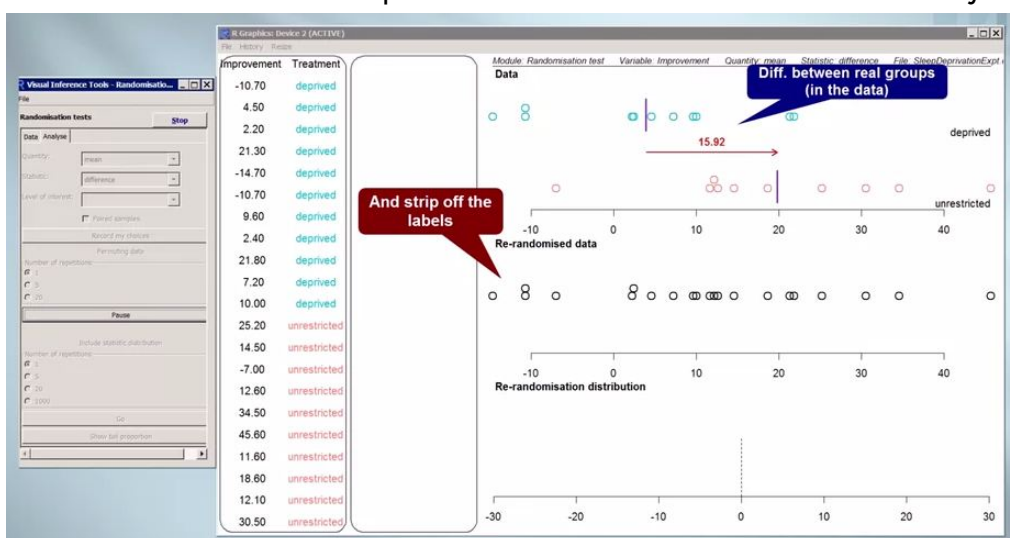 R Graphics: Device 2 (ACTIVE)
File History Resize
Improvement Treatment
-10.70 deprived
4.50 deprived
2.20 deprived
21.30 deprived
-14.70 deprived
-10.70 deprived
9.60 deprived
2.40 deprived
21.80 deprived
7.20 deprived
10.00 deprived
25.20 unrestricted
14.50 unrestricted
-7.00 unrestricted
12.60 unrestricted
34.50 unrestricted
45.60 unrestricted
11.60 unrestricted
18.60 unrestricted
12.10 unrestricted
30.50 unrestricted
Visual Inference Tools - Randomisatio...
File
Randomisation tests
Stop
Data Analyse
Quantity: mean
Statistic: difference
Level of interest:
Paired samples
Record my choices
Permuting data
Number of repetitions
1
5
20
Pause
Include statistic distribution
Number of repetitions
1
5
20
1000
Go
Show tail proportion
Module: Randomisation test Variable: Improvement Quantity: mean Statistic: difference File: SleepDeprivationExpt
Data
Diff. between real groups
(in the data)
deprived
15.92
unrestricted
-10 0 10 20 30 40
And strip off the
labels
Re-randomised data
-10 0 10 20 30 40
Re-randomisation distribution
-30 -20 -10 0 10 20 30